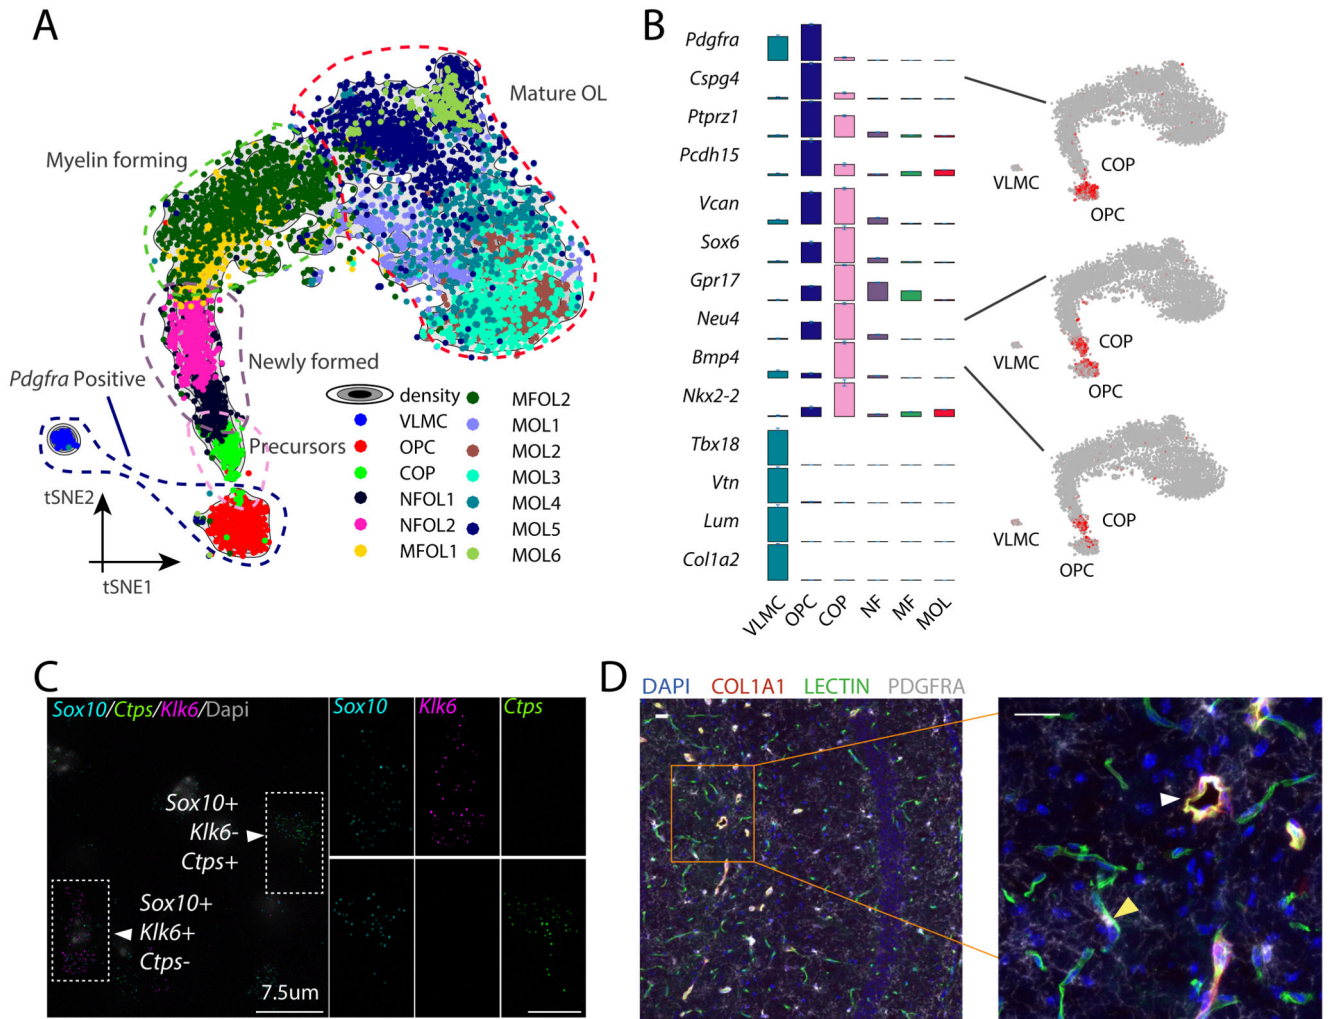 A
Mature OL
Myelin forming
Newly formed
Pdgfra Positive
Precursors
tSNE2
tSNE1
density
VLMC
OPC
COP
NFOL1
NFOL2
MFOL1
MFOL2
MOL1
MOL2
MOL3
MOL4
MOL5
MOL6
B
Pdgfra
Cspg4
Ptprz1
Pcdh15
Vcan
Sox6
Gpr17
Neu4
Bmp4
Nkx2-2
Tbx18
Vtn
Lum
Col1a2
VLMC
OPC
COP
NF
MF
MOL
COP
VLMC
OPC
COP
VLMC
OPC
COP
VLMC
OPC
C
Sox10/Ctps/Klk6/Dapi
Sox10+
Klk6-
Ctps+
Sox10+
Klk6+
Ctps-
7.5um
Sox10
Klk6
Ctps
D
DAPI COL1A1 LECTIN PDGFRA